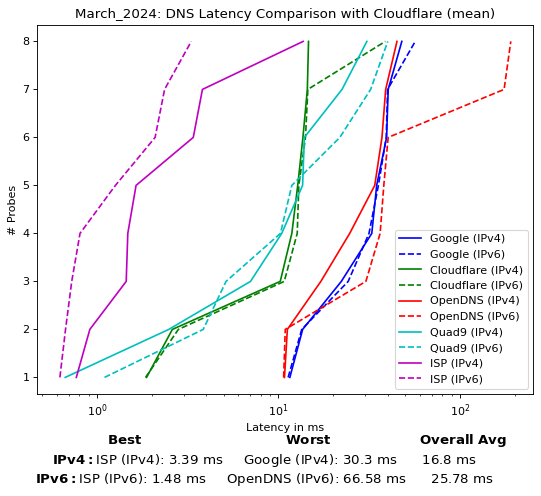 March_2024: DNS Latency Comparison with Cloudflare (mean)
8
7
6
5
4
3
2
1
# Probes
Google (IPv4)
Google (IPv6)
Cloudflare (IPv4)
Cloudflare (IPv6)
OpenDNS (IPv4)
OpenDNS (IPv6)
Quad9 (IPv4)
Quad9 (IPv6)
ISP (IPv4)
ISP (IPv6)
10⁰ 10¹ 10²
Latency in ms
Best Worst Overall Avg
IPv4: ISP (IPv4): 3.39 ms Google (IPv4): 30.3 ms 16.8 ms
IPv6: ISP (IPv6): 1.48 ms OpenDNS (IPv6): 66.58 ms 25.78 ms